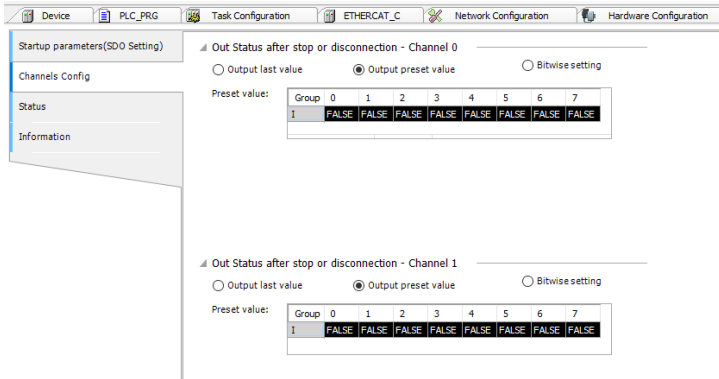 Device PLC_PRG Task Configuration ETHERCAT_C Network Configuration Hardware Configuration
Startup parameters(SDO Setting)
Channels Config
Status
Information
Out Status after stop or disconnection - Channel 0
Output last value Output preset value Bitwise setting
Preset value:
Group 0 1 2 3 4 5 6 7
I FALSE FALSE FALSE FALSE FALSE FALSE FALSE FALSE
Out Status after stop or disconnection - Channel 1
Output last value Output preset value Bitwise setting
Preset value:
Group 0 1 2 3 4 5 6 7
I FALSE FALSE FALSE FALSE FALSE FALSE FALSE FALSE